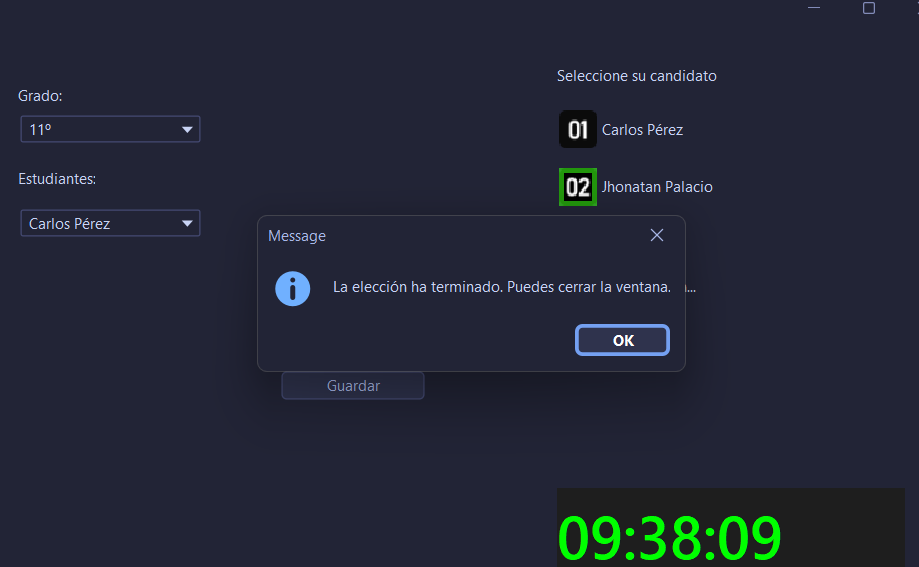 Seleccione su candidato
Grado:
11º
01 Carlos Pérez
Estudiantes:
02 Jhonatan Palacio
Carlos Pérez
Message
La elección ha terminado. Puedes cerrar la ventana.
...
OK
Guardar
09:38:09